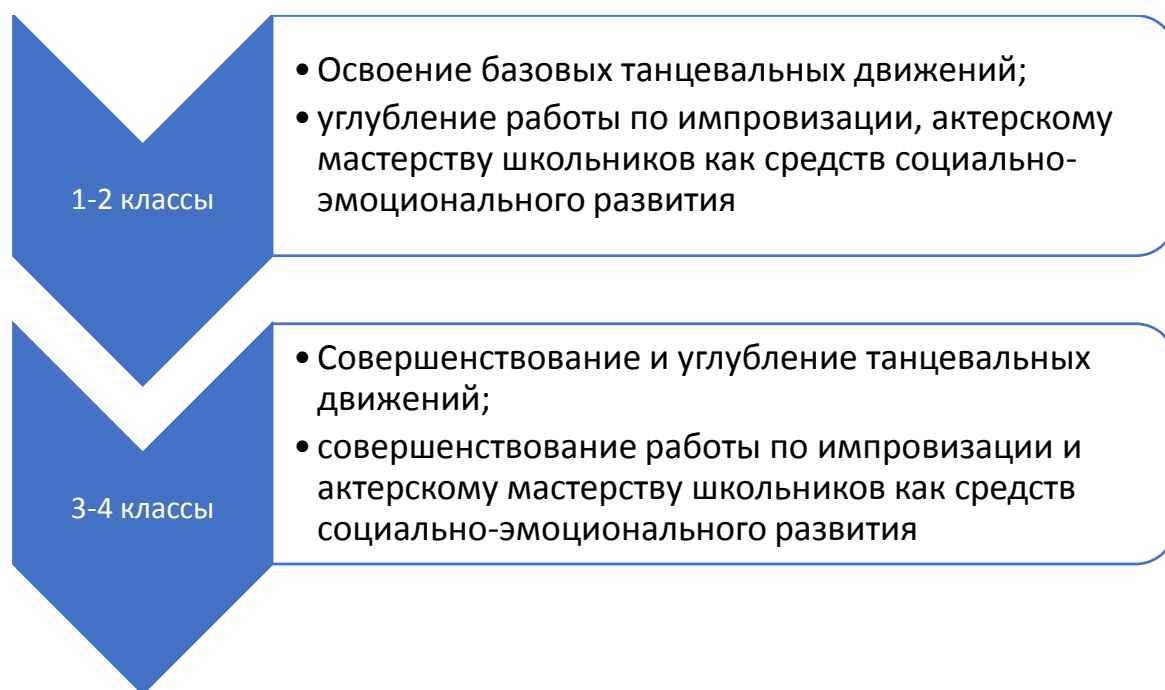 1-2 классы
• Освоение базовых танцевальных движений;
• углубление работы по импровизации, актерскому
мастерству школьников как средств социально-
эмоционального развития
3-4 классы
• Совершенствование и углубление танцевальных
движений;
• совершенствование работы по импровизации и
актерскому мастерству школьников как средств
социально-эмоционального развития